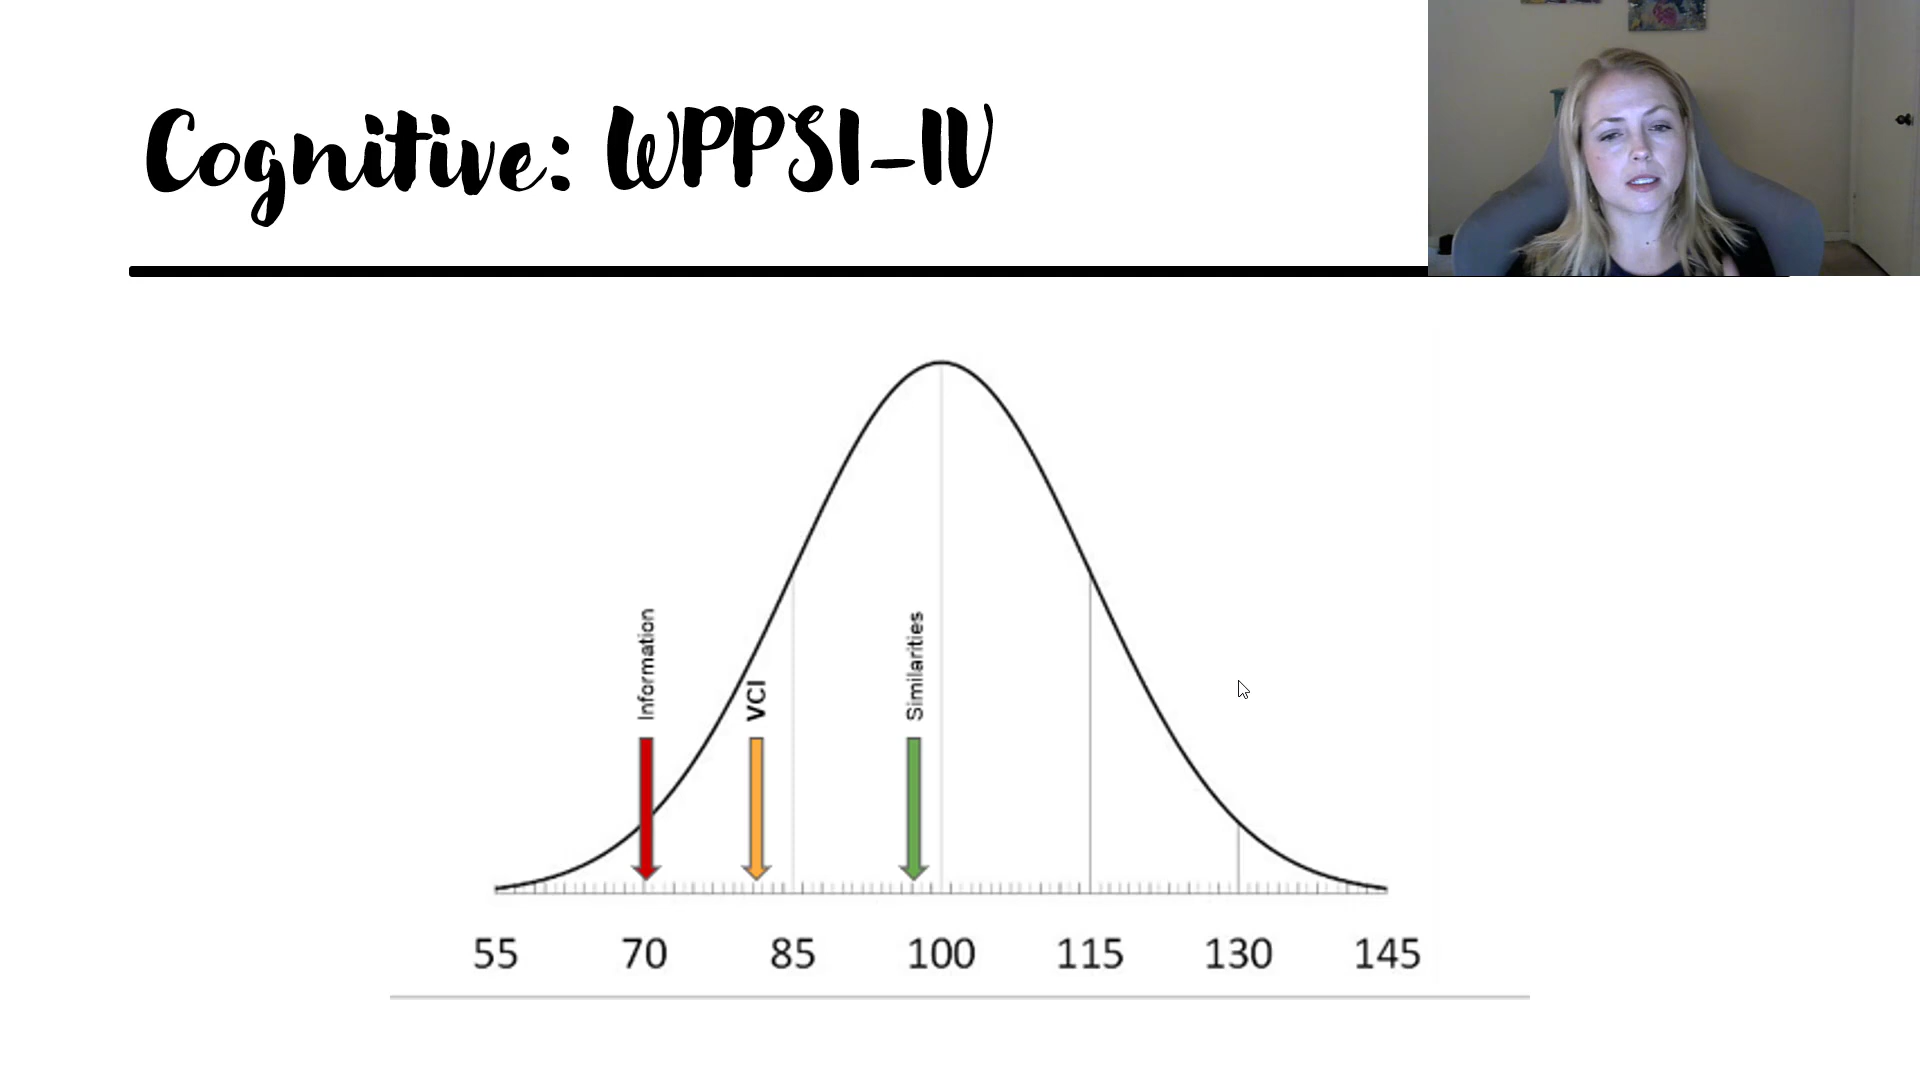 Cognitive: WPPSI-IV
Information
VCI
Similarities
55 70 85 100 115 130 145